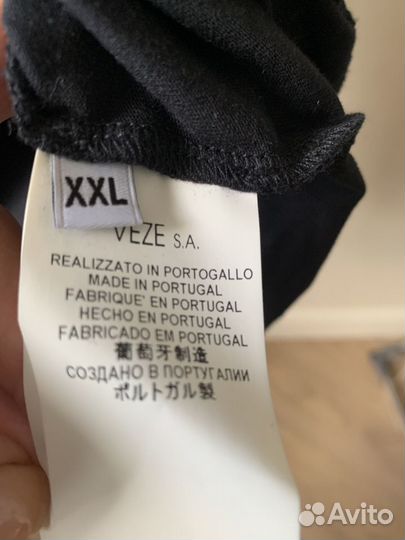 XXL
VEZE S.A.
REALIZZATO IN PORTOGALLO
MADE IN PORTUGAL
FABRIQUÉ EN PORTUGAL
HECHO EN PORTUGAL
FABRICADO EM PORTUGAL
葡萄牙制造
СОЗДАНО В ПОРТУГАЛИИ
ポルトガル製
Avito